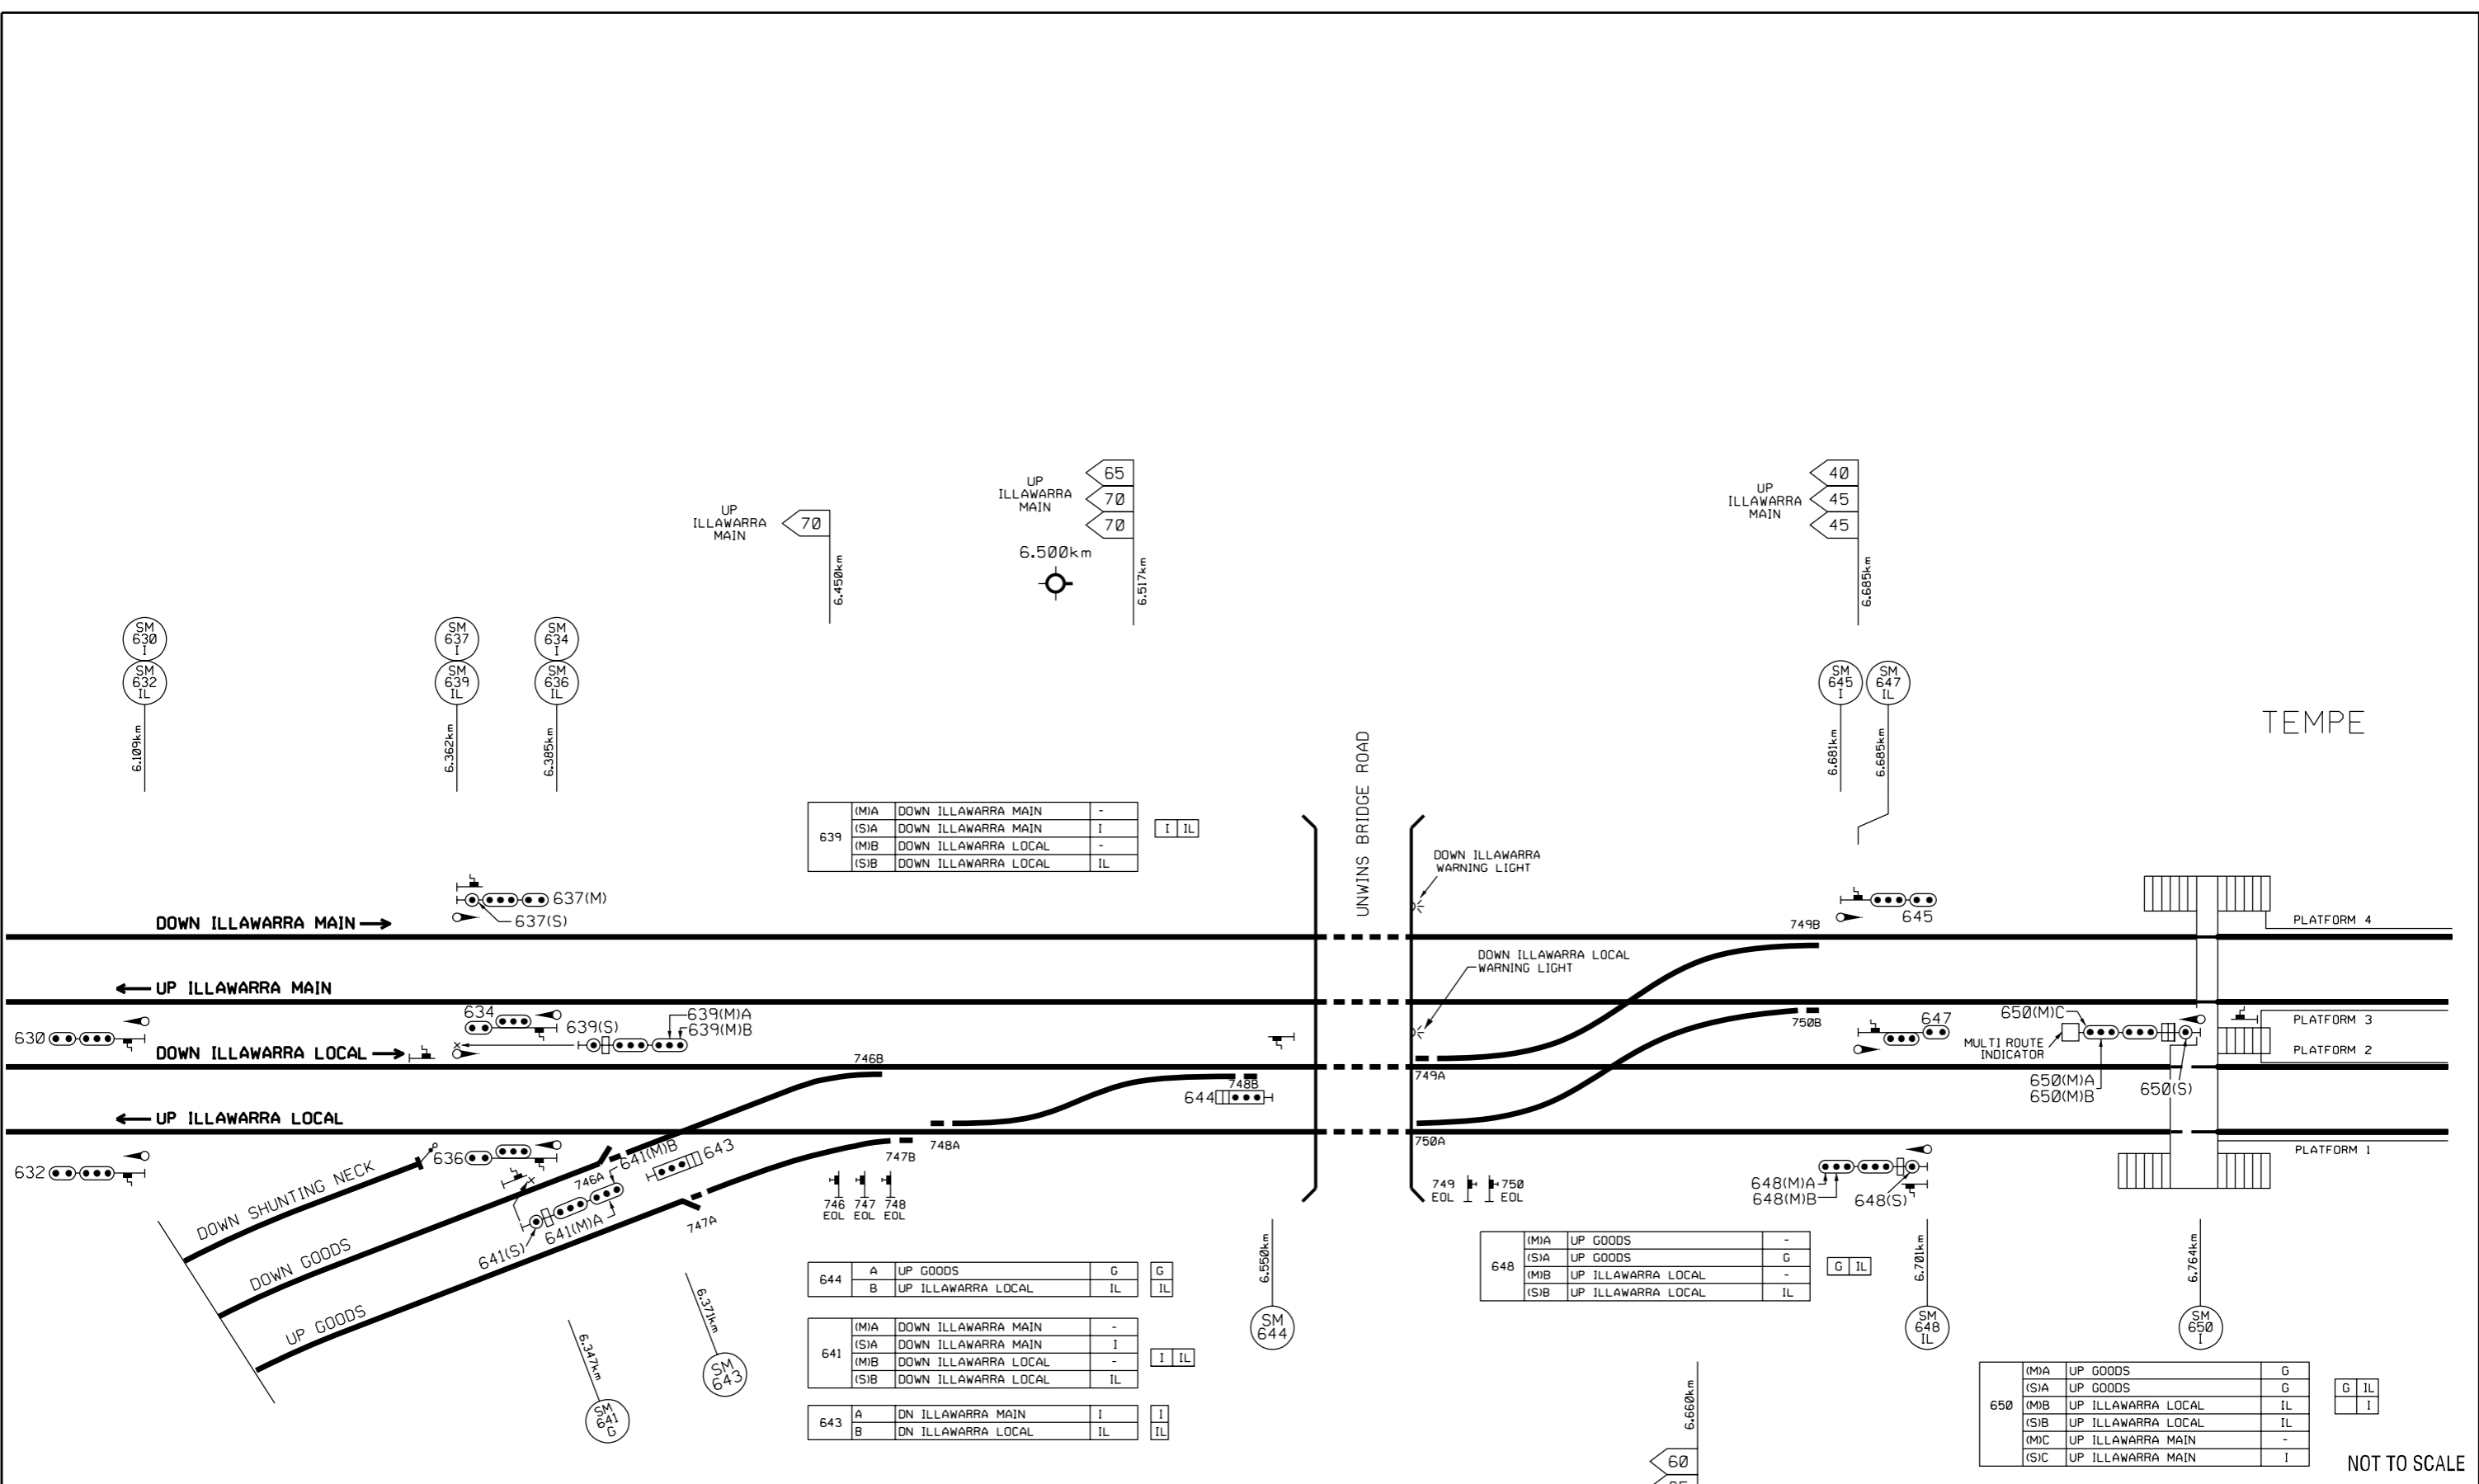 UP
ILLAWARRA
MAIN
70
6.450km
UP
ILLAWARRA
MAIN
65
70
70
6.500km
6.517km
UP
ILLAWARRA
MAIN
40
45
45
6.685km
SM
630
I
SM
632
IL
6.109km
SM
637
I
SM
639
IL
6.362km
SM
634
I
SM
636
IL
6.385km
SM
645
I
6.681km
SM
647
IL
6.685km
TEMPE
UNWINS BRIDGE ROAD
639 (M)A DOWN ILLAWARRA MAIN -
(S)A DOWN ILLAWARRA MAIN I
(M)B DOWN ILLAWARRA LOCAL -
(S)B DOWN ILLAWARRA LOCAL IL
I IL
DOWN ILLAWARRA
WARNING LIGHT
637(M)
637(S)
DOWN ILLAWARRA MAIN
645
749B
PLATFORM 4
DOWN ILLAWARRA LOCAL
WARNING LIGHT
UP ILLAWARRA MAIN
630
634
639(S)
639(M)A
639(M)B
750B
647
650(M)C
MULTI ROUTE
INDICATOR
PLATFORM 3
PLATFORM 2
DOWN ILLAWARRA LOCAL
746B
748B
644
749A
650(M)A
650(M)B
650(S)
UP ILLAWARRA LOCAL
748A
750A
PLATFORM 1
632
636
746A
641(M)B
643
747B
641(S)
641(M)A
747A
746
EOL
747
EOL
748
EOL
749
EOL
750
EOL
648(M)A
648(M)B
648(S)
DOWN SHUNTING NECK
DOWN GOODS
UP GOODS
6.347km
SM
641
G
6.371km
SM
643
6.550km
SM
644
644 A UP GOODS G
B UP ILLAWARRA LOCAL IL
G
IL
641 (M)A DOWN ILLAWARRA MAIN -
(S)A DOWN ILLAWARRA MAIN I
(M)B DOWN ILLAWARRA LOCAL -
(S)B DOWN ILLAWARRA LOCAL IL
I IL
643 A DN ILLAWARRA MAIN I
B DN ILLAWARRA LOCAL IL
I
IL
648 (M)A UP GOODS -
(S)A UP GOODS G
(M)B UP ILLAWARRA LOCAL -
(S)B UP ILLAWARRA LOCAL IL
G IL
6.701km
SM
648
IL
6.764km
SM
650
I
6.660km
60
650 (M)A UP GOODS G
(S)A UP GOODS G
(M)B UP ILLAWARRA LOCAL IL
(S)B UP ILLAWARRA LOCAL IL
(M)C UP ILLAWARRA MAIN -
(S)C UP ILLAWARRA MAIN I
G IL
I
NOT TO SCALE